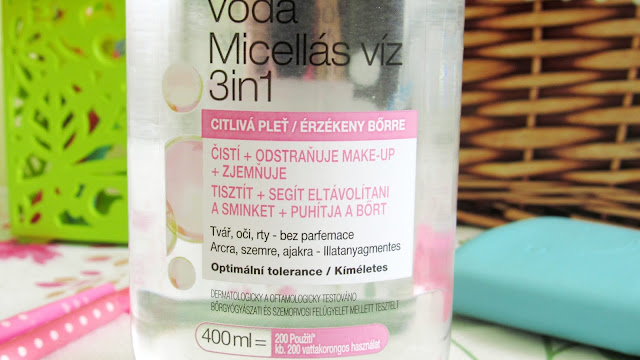 voda
Micellás víz
3in1
CITLIVÁ PLEŤ / ÉRZÉKENY BŐRRE
ČISTÍ + ODSTRAŇUJE MAKE-UP
+ ZJEMŇUJE
TISZTÍT + SEGÍT ELTÁVOLÍTANI
A SMINKET + PUHÍTJA A BŐRT
Tvář, oči, rty - bez parfemace
Arcra, szemre, ajakra - Illatanyagmentes
Optimální tolerance / Kíméletes
DERMATOLOGICKY A OFTAMOLOGICKY TESTOVÁNO
BŐRGYÓGYÁSZATI ÉS SZEMORVOSI FELÜGYELET MELLETT TESZTELT
400 ml =
200 Použití*
kb. 200 vattakorongos használat